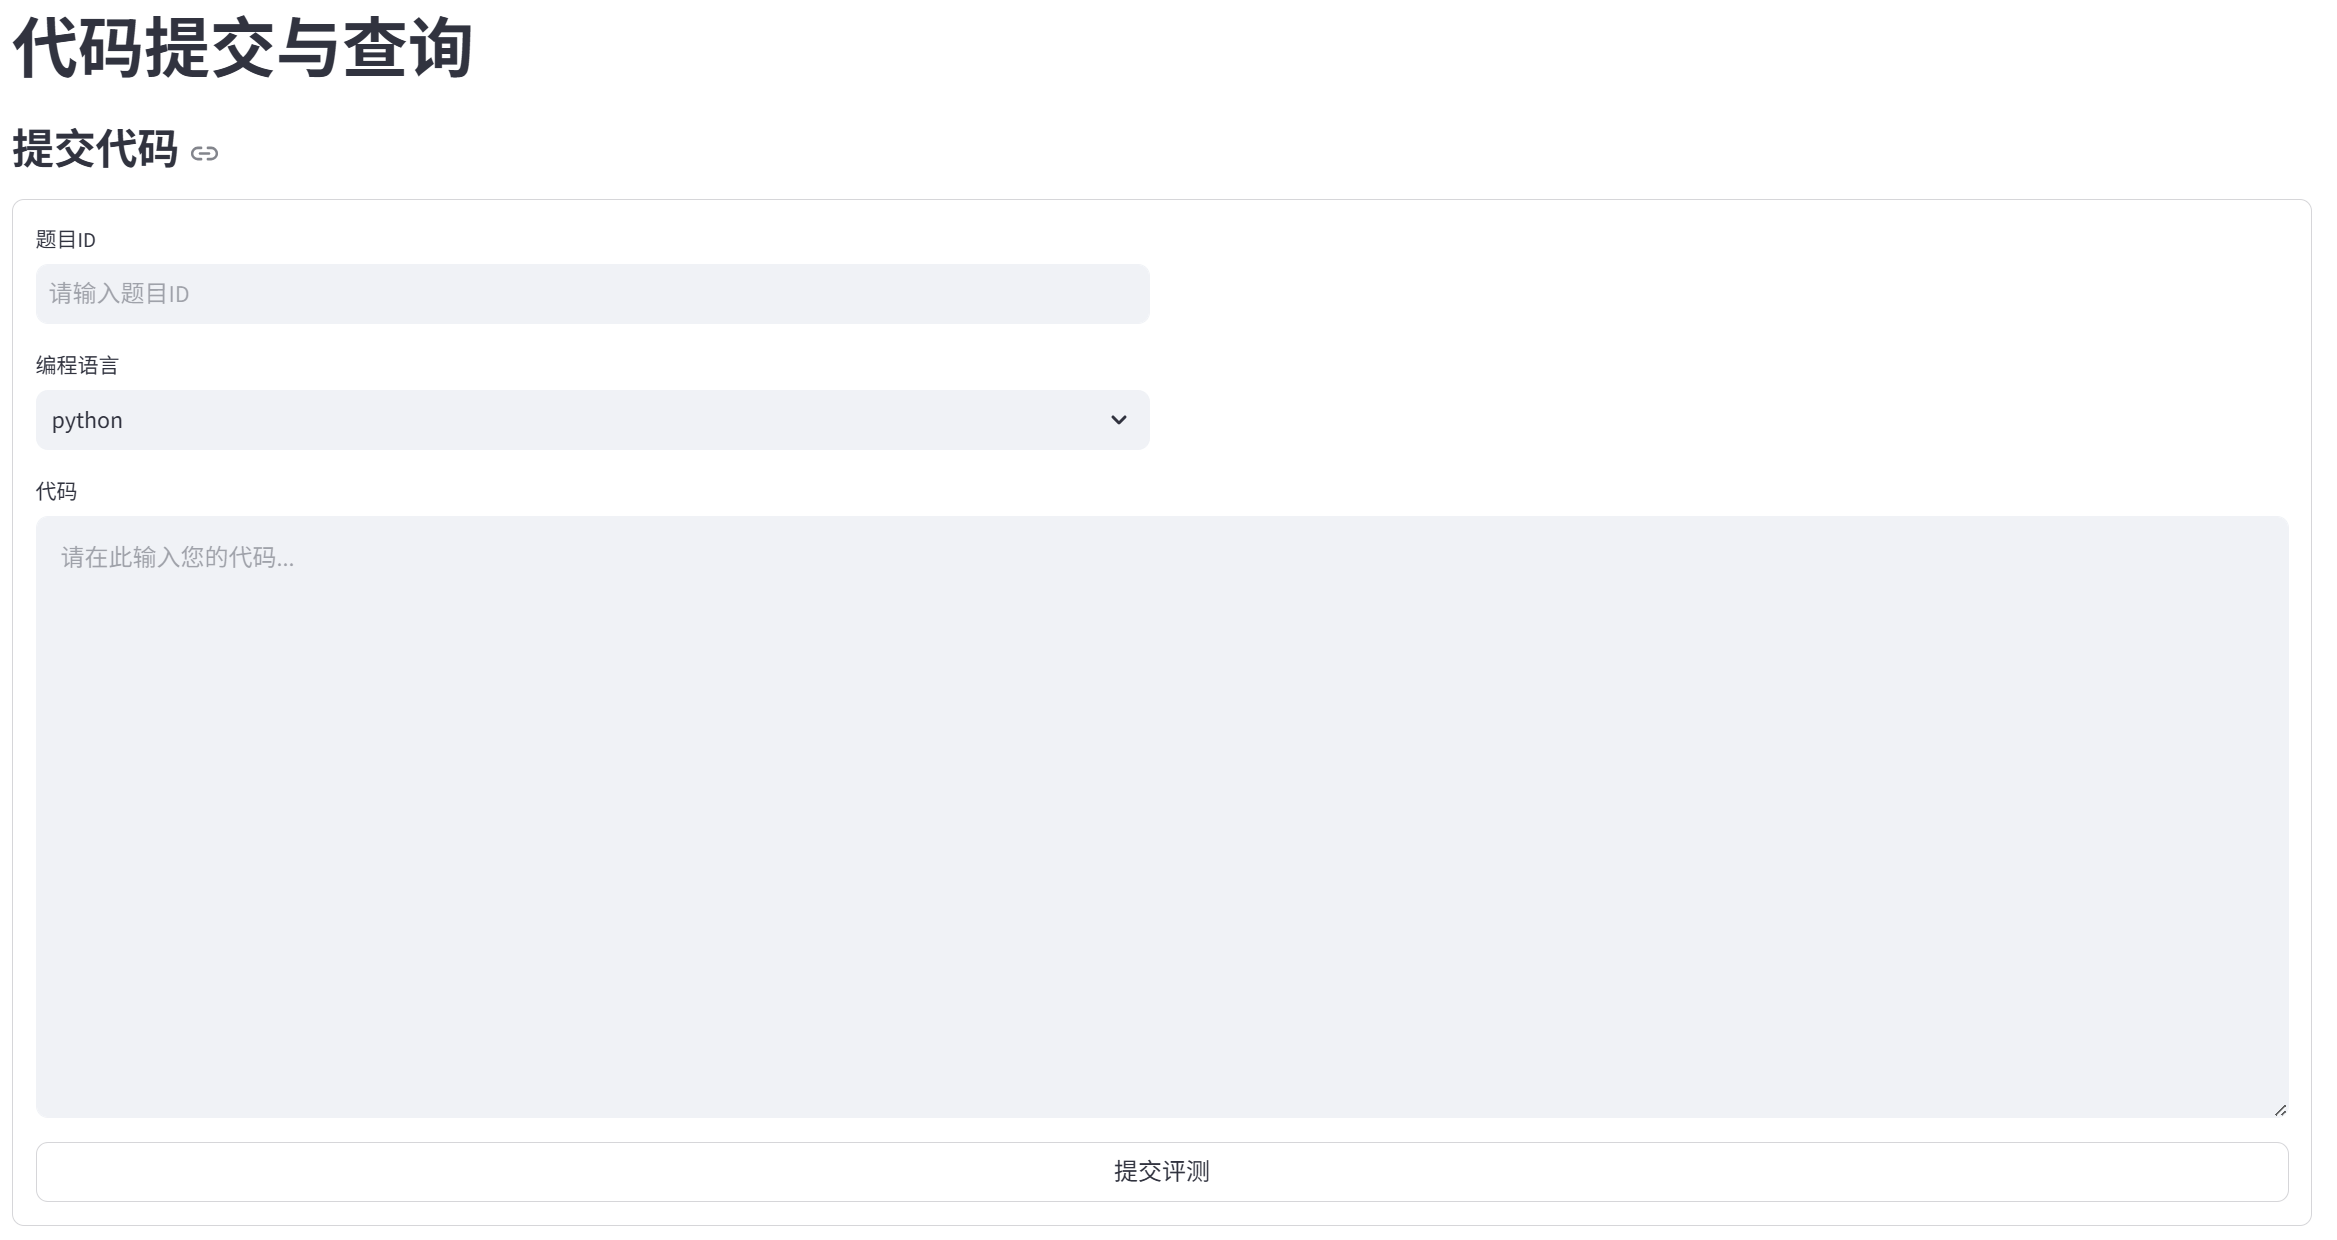 代码提交与查询
提交代码
题目ID
请输入题目ID
编程语言
python
代码
请在此输入您的代码...
提交评测